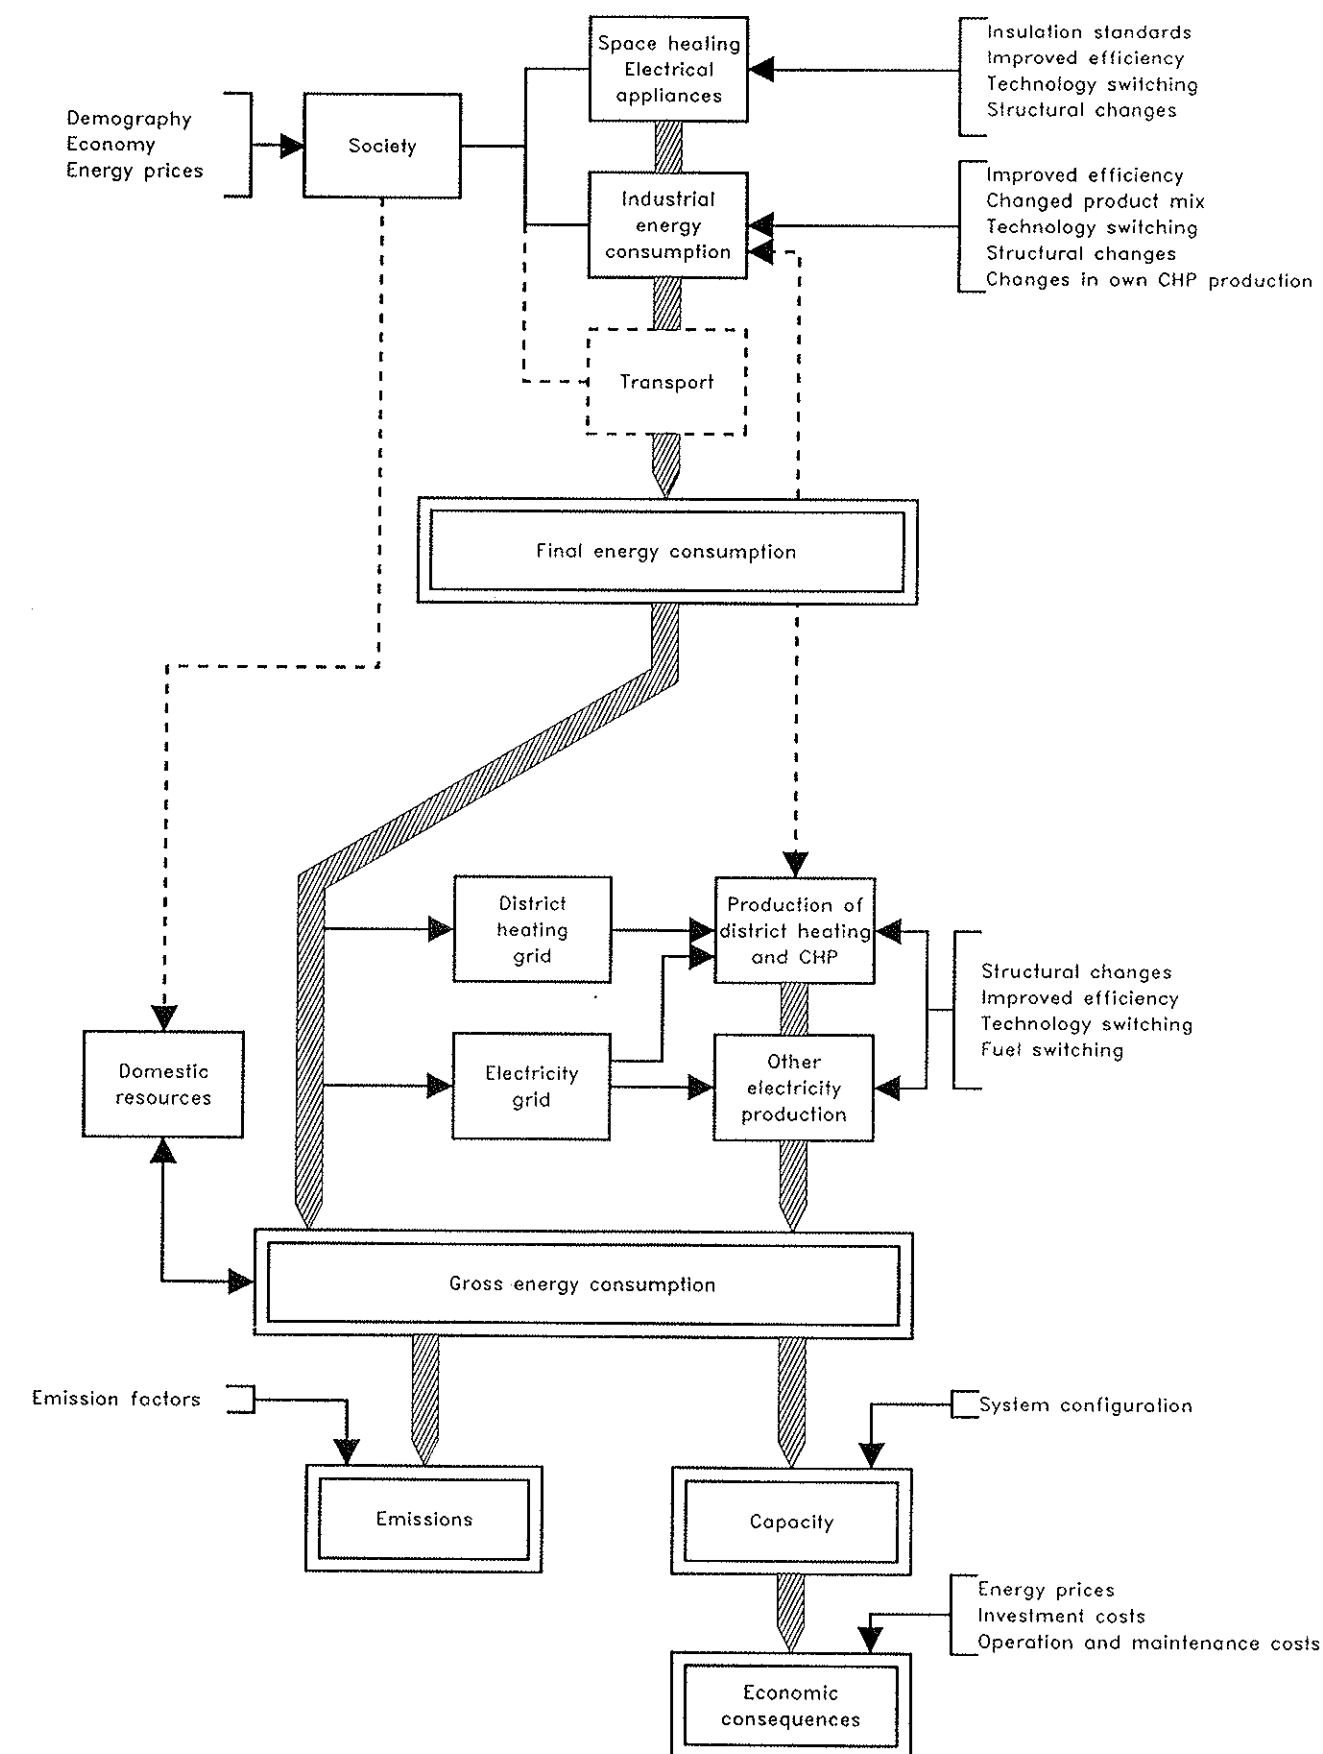 Space heating
Electrical
appliances
Insulation standards
Improved efficiency
Technology switching
Structural changes
Demography
Economy
Energy prices
Society
Industrial
energy
consumption
Improved efficiency
Changed product mix
Technology switching
Structural changes
Changes in own CHP production
Transport
Final energy consumption
District
heating
grid
Production of
district heating
and CHP
Structural changes
Improved efficiency
Technology switching
Fuel switching
Domestic
resources
Electricity
grid
Other
electricity
production
Gross energy consumption
Emission factors
System configuration
Emissions
Capacity
Energy prices
Investment costs
Operation and maintenance costs
Economic
consequences